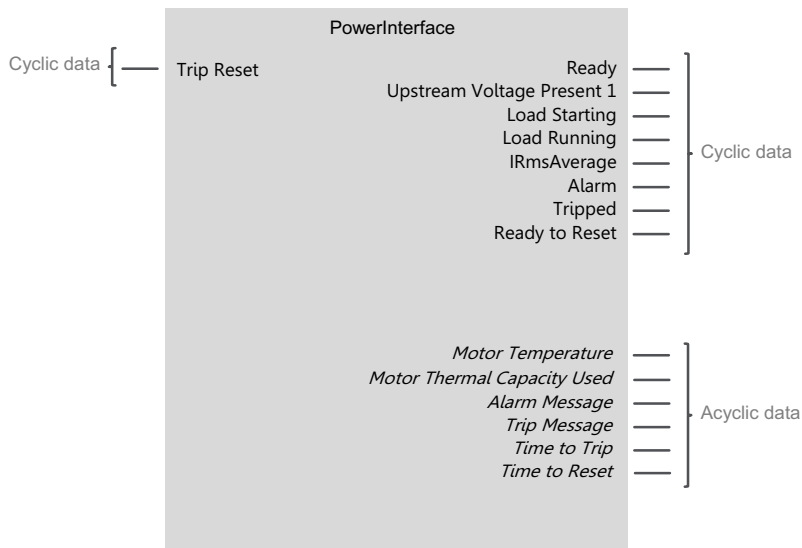 PowerInterface
Cyclic data
Trip Reset
Ready
Upstream Voltage Present 1
Load Starting
Load Running
IRmsAverage
Alarm
Tripped
Ready to Reset
Cyclic data
Motor Temperature
Motor Thermal Capacity Used
Alarm Message
Trip Message
Time to Trip
Time to Reset
Acyclic data